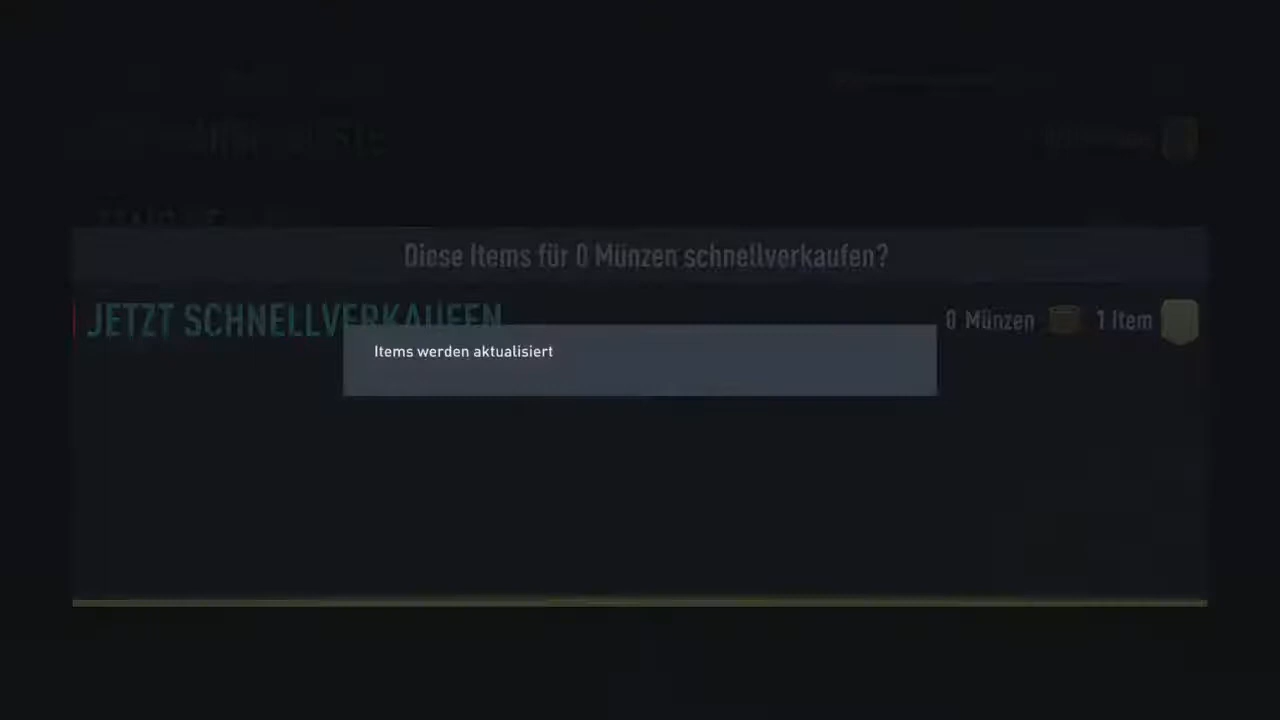 Diese Items für 0 Münzen schnellverkaufen?
JETZT SCHNELLVERKAUFEN
0 Münzen
1 Item
Items werden aktualisiert